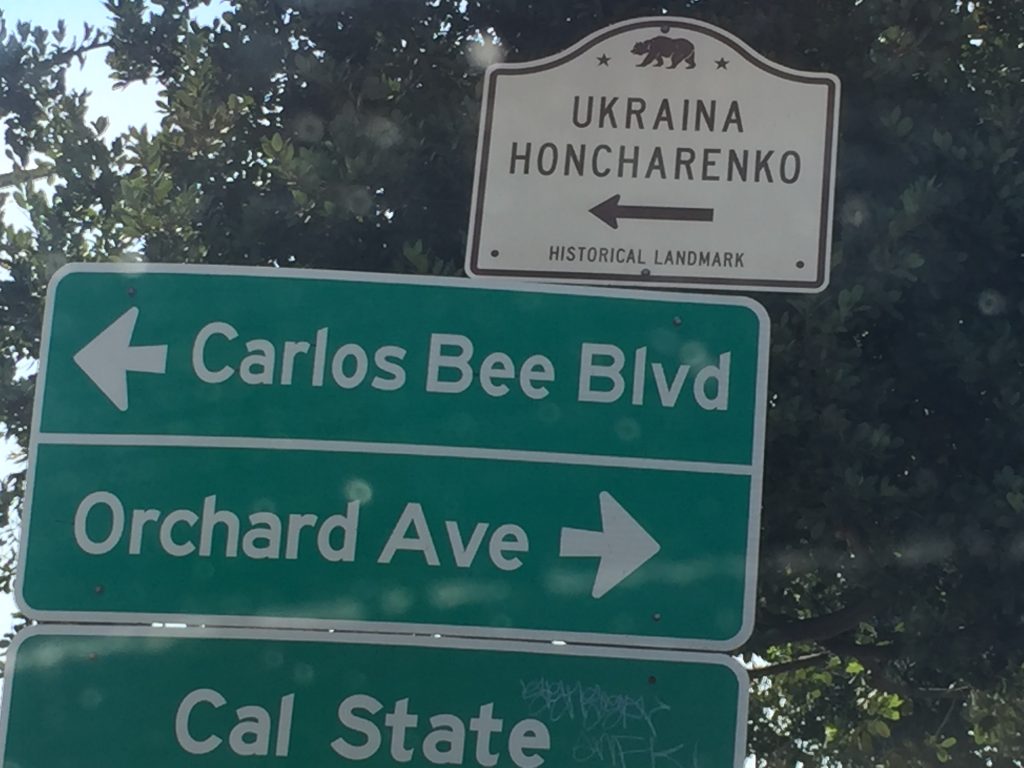 UKRAINA
HONCHARENKO
HISTORICAL LANDMARK
Carlos Bee Blvd
Orchard Ave
Cal State